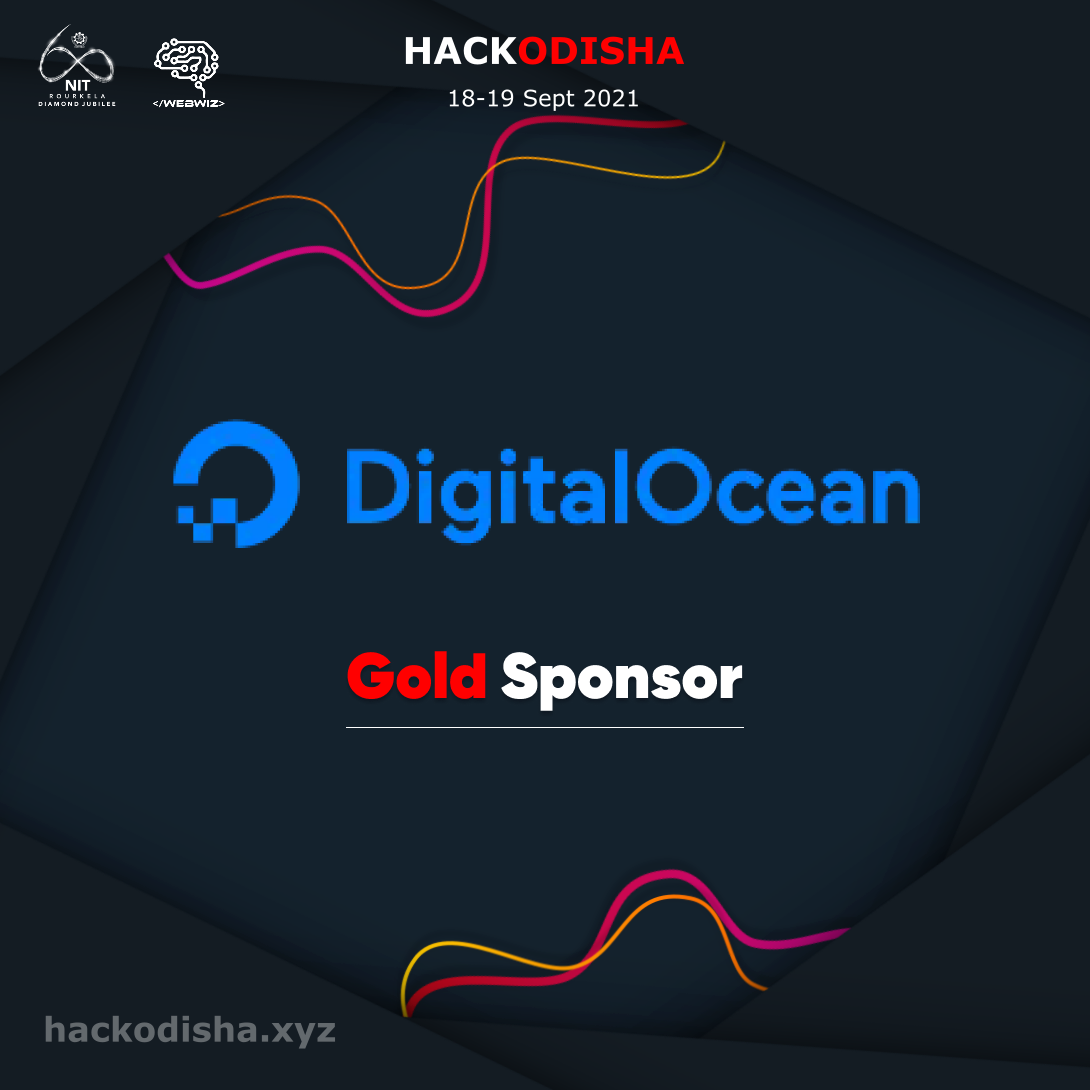 HACKODISHA
18-19 Sept 2021
NIT
ROURKELA
DIAMOND JUBILEE
</WEBWIZ>
DigitalOcean
Gold Sponsor
hackodisha.xyz